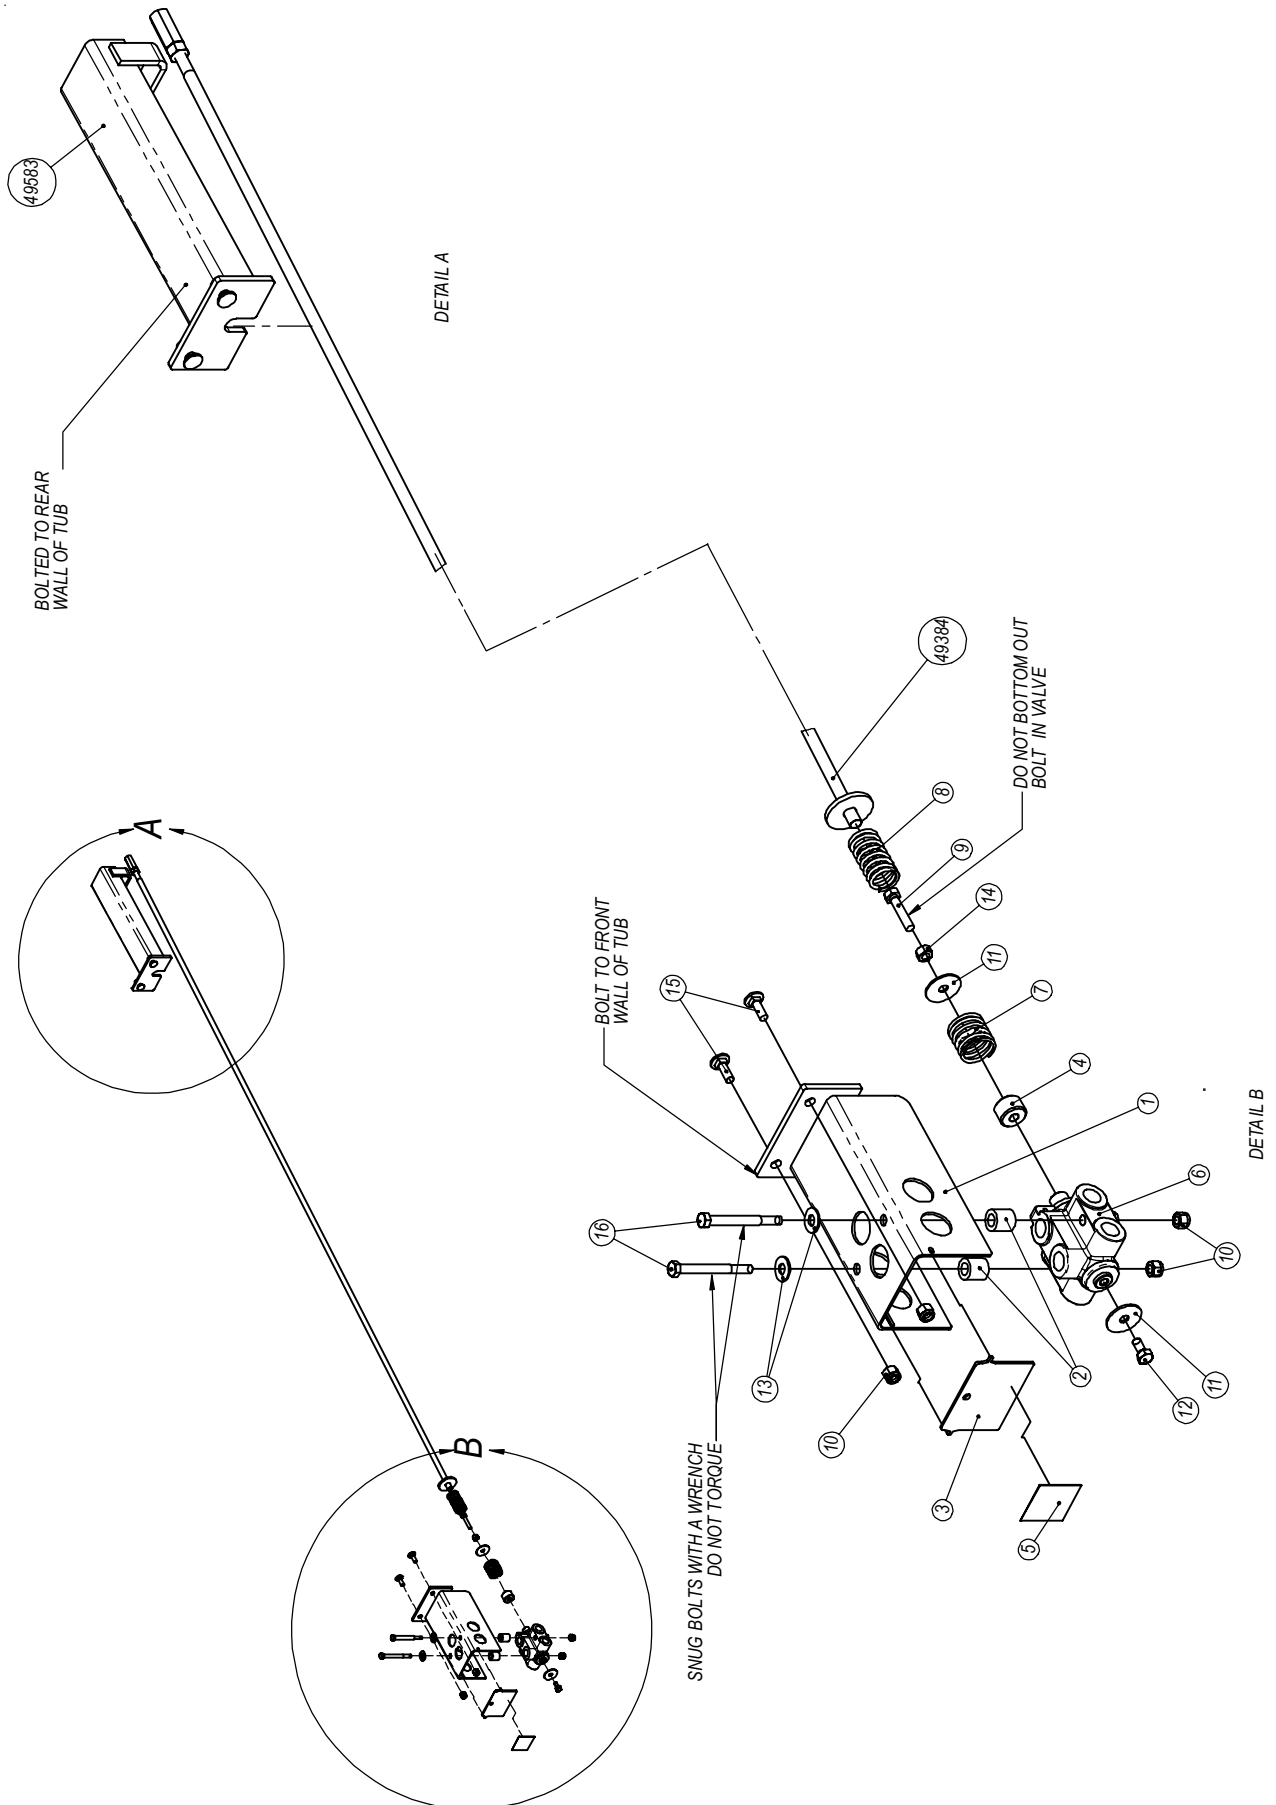 49583
BOLTED TO REAR
WALL OF TUB
DETAIL A
A
B
49384
DO NOT BOTTOM OUT
BOLT IN VALVE
8
9
14
11
7
4
1
BOLT TO FRONT
WALL OF TUB
15
16
13
10
6
10
2
11
12
3
5
SNUG BOLTS WITH A WRENCH
DO NOT TORQUE
DETAIL B